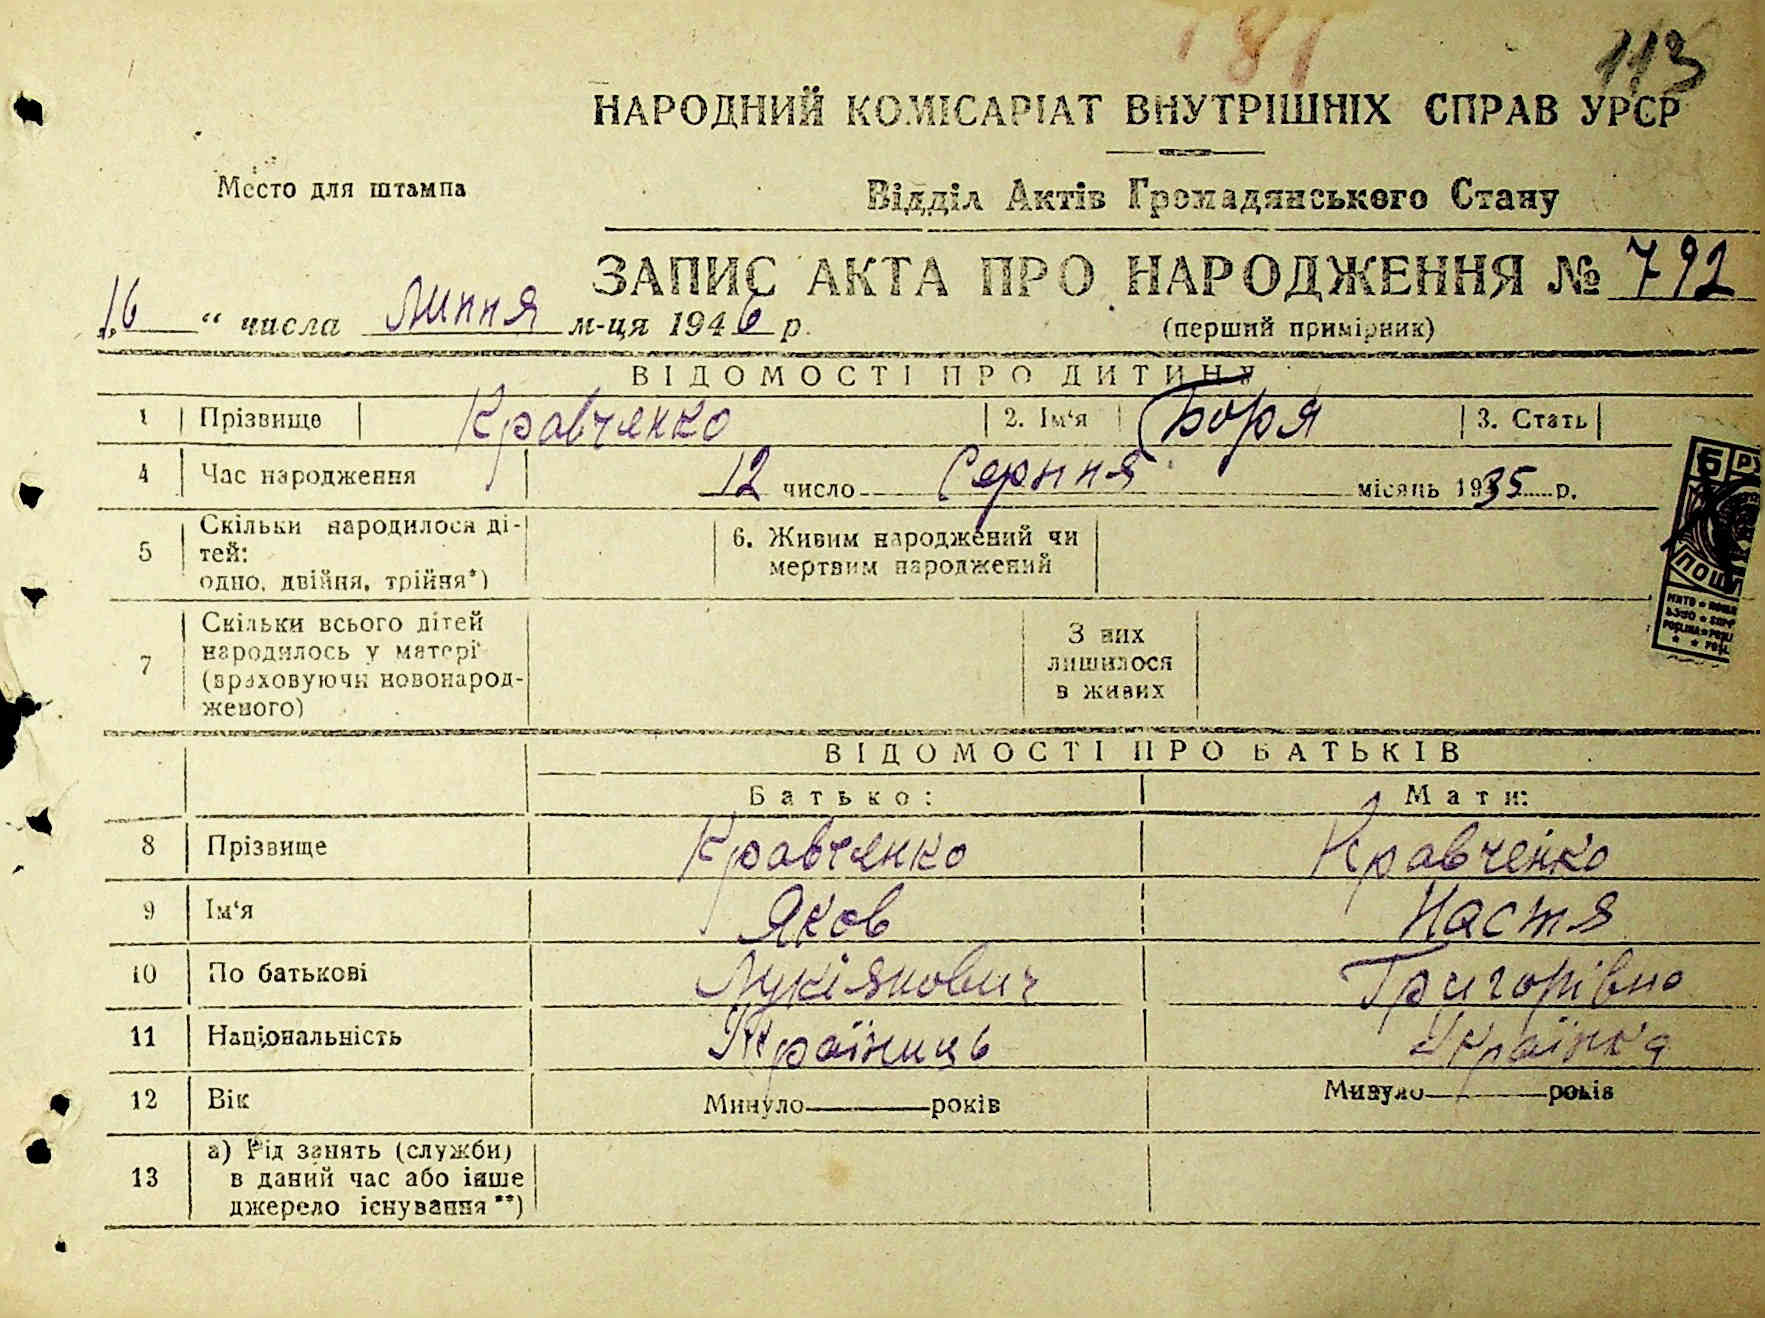 181
113
НАРОДНИЙ КОМІСАРІАТ ВНУТРІШНІХ СПРАВ УРСР
Место для штампа
Відділ Актів Громадянського Стану
ЗАПИС АКТА ПРО НАРОДЖЕННЯ № 792
16 “ числа Липня м-ця 1946 р.
(перший примірник)
ВІДОМОСТІ ПРО ДИТИНУ
1 Прізвище Кравченко 2. Ім‘я Боря 3. Стать
4 Час народження 12 число Серпня місяць 1935 р.
5 Скільки народилося ді-
тей:
одно, двійня, трійня*)
6. Живим народжений чи
мертвим народжений
7 Скільки всього дітей
народилось у матері
(враховуючи новонарод-
женого)
З них
лишилося
в живих
ВІДОМОСТІ ПРО БАТЬКІВ
Батько: Мати:
8 Прізвище Кравченко Кравченко
9 Ім‘я Яков Настя
10 По батькові Лукіянович Григорівна
11 Національність Українець Українка
12 Вік Минуло років Минуло років
13 а) Рід занять (служби)
в даний час або інше
джерело існування **)